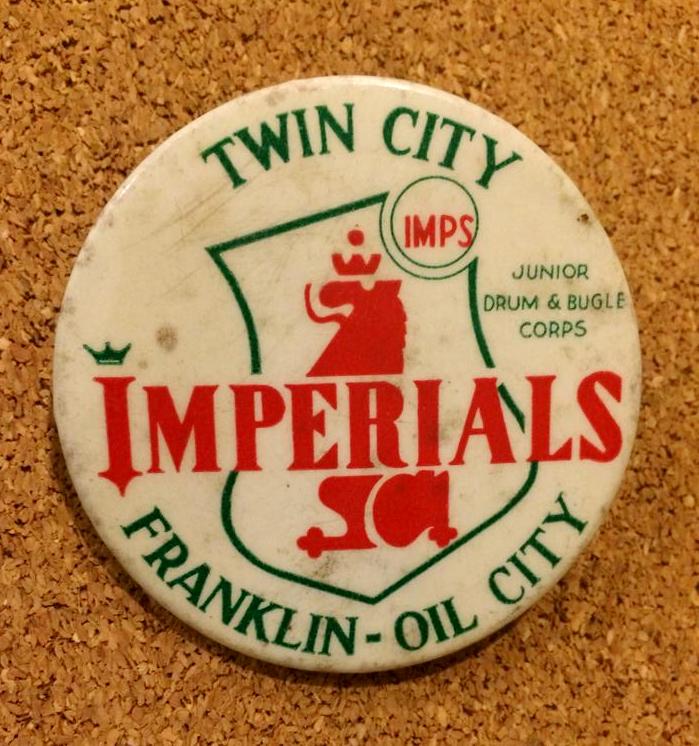 TWIN CITY
IMPS
JUNIOR
DRUM & BUGLE
CORPS
IMPERIALS
FRANKLIN-OIL CITY